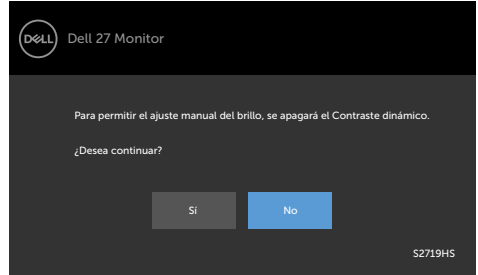 DELL Dell 27 Monitor
Para permitir el ajuste manual del brillo, se apagará el Contraste dinámico.
¿Desea continuar?
Sí No
S2719HS